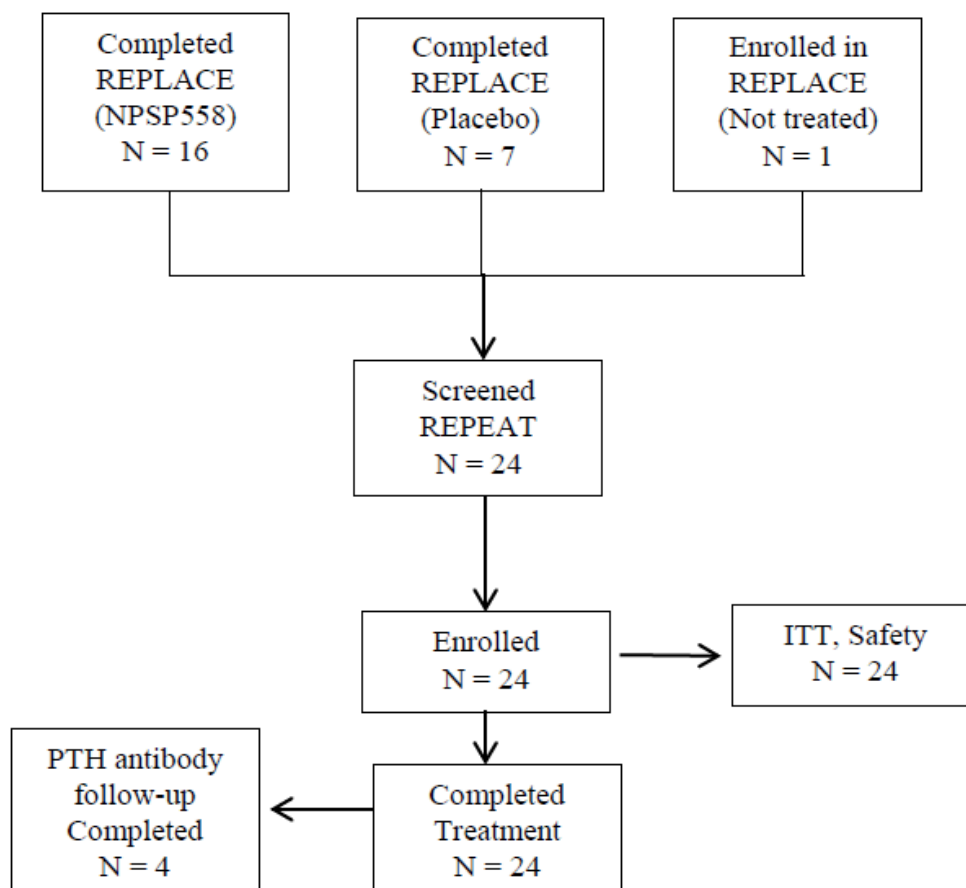 Completed
REPLACE
(NPSP558)
N = 16
Completed
REPLACE
(Placebo)
N = 7
Enrolled in
REPLACE
(Not treated)
N = 1
Screened
REPEAT
N = 24
Enrolled
N = 24
ITT, Safety
N = 24
PTH antibody
follow-up
Completed
N = 4
Completed
Treatment
N = 24